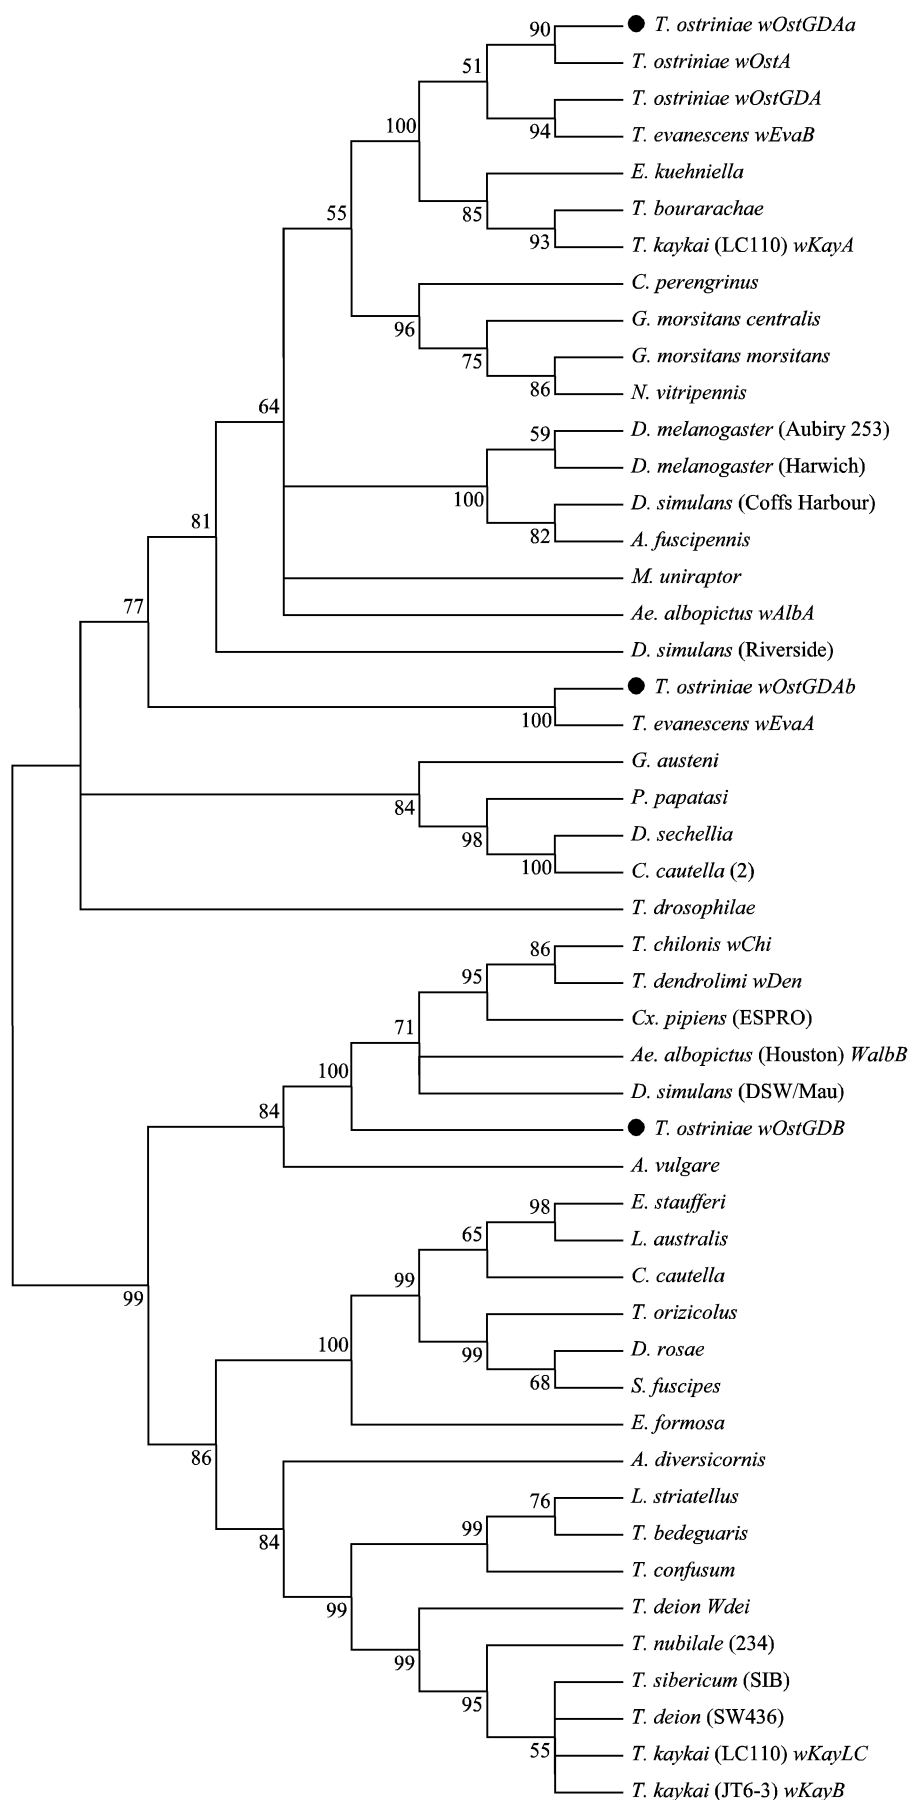 90
● T. ostriniae wOstGDAa
T. ostriniae wOstA
51
T. ostriniae wOstGDA
94
T. evanescens wEvaB
100
E. kuehniella
85
T. bourarachae
93
T. kaykai (LC110) wKayA
55
C. perengrinus
96
G. morsitans centralis
75
G. morsitans morsitans
86
N. vitripennis
64
59
D. melanogaster (Aubiry 253)
D. melanogaster (Harwich)
100
D. simulans (Coffs Harbour)
82
A. fuscipennis
81
M. uniraptor
77
Ae. albopictus wAlbA
D. simulans (Riverside)
● T. ostriniae wOstGDAb
100
T. evanescens wEvaA
G. austeni
84
P. papatasi
98
D. sechellia
100
C. cautella (2)
T. drosophilae
86
T. chilonis wChi
T. dendrolimi wDen
95
Cx. pipiens (ESPRO)
71
Ae. albopictus (Houston) WalbB
100
D. simulans (DSW/Mau)
84
● T. ostriniae wOstGDB
A. vulgare
99
98
E. staufferi
L. australis
65
C. cautella
99
T. orizicolus
99
D. rosae
68
S. fuscipes
100
E. formosa
86
A. diversicornis
84
76
L. striatellus
T. bedeguaris
99
T. confusum
99
T. deion Wdei
99
T. nubilale (234)
95
T. sibericum (SIB)
T. deion (SW436)
55
T. kaykai (LC110) wKayLC
T. kaykai (JT6-3) wKayB